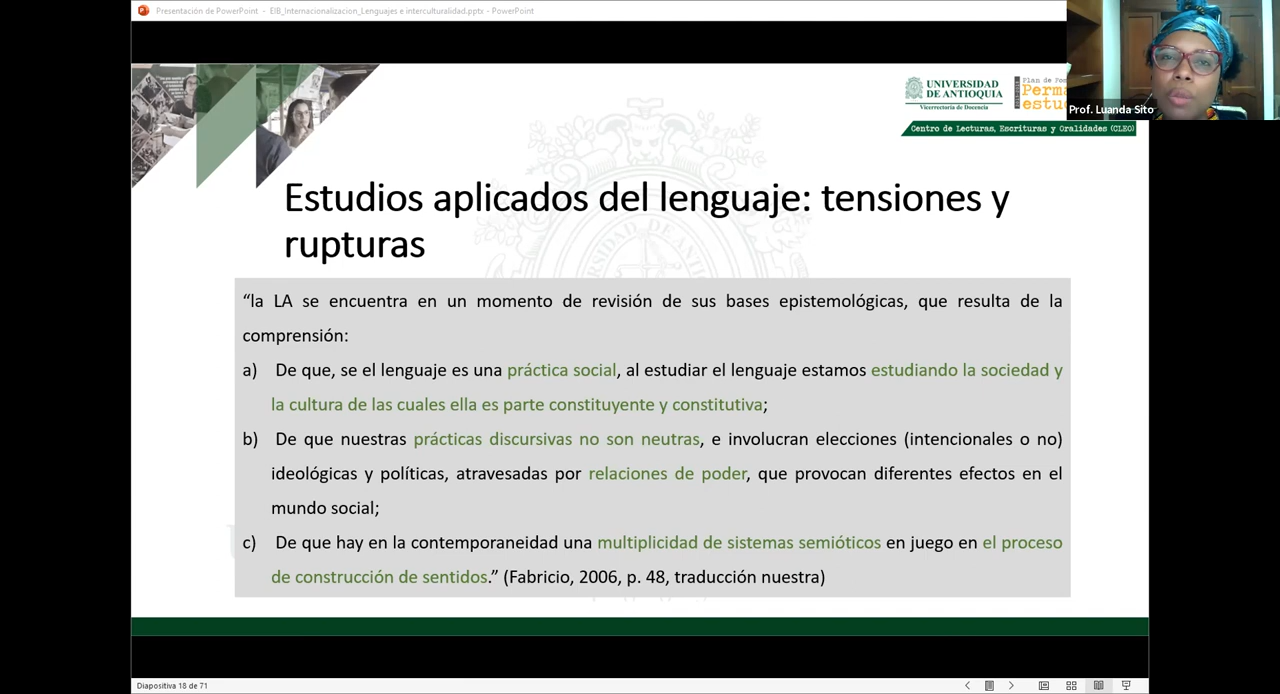 Presentación de PowerPoint - EIB_Internacionalizacion_Lenguajes e interculturalidad.pptx - PowerPoint
UNIVERSIDAD
DE ANTIOQUIA
Vicerrectoría de Docencia
Plan de
Centro de Lecturas, Escrituras y Oralidades (CLEO)
Prof. Luanda Sito
Estudios aplicados del lenguaje: tensiones y
rupturas
“la LA se encuentra en un momento de revisión de sus bases epistemológicas, que resulta de la
comprensión:
a) De que, se el lenguaje es una práctica social, al estudiar el lenguaje estamos estudiando la sociedad y
la cultura de las cuales ella es parte constituyente y constitutiva;
b) De que nuestras prácticas discursivas no son neutras, e involucran elecciones (intencionales o no)
ideológicas y políticas, atravesadas por relaciones de poder, que provocan diferentes efectos en el
mundo social;
c) De que hay en la contemporaneidad una multiplicidad de sistemas semióticos en juego en el proceso
de construcción de sentidos.” (Fabricio, 2006, p. 48, traducción nuestra)
Diapositiva 18 de 71